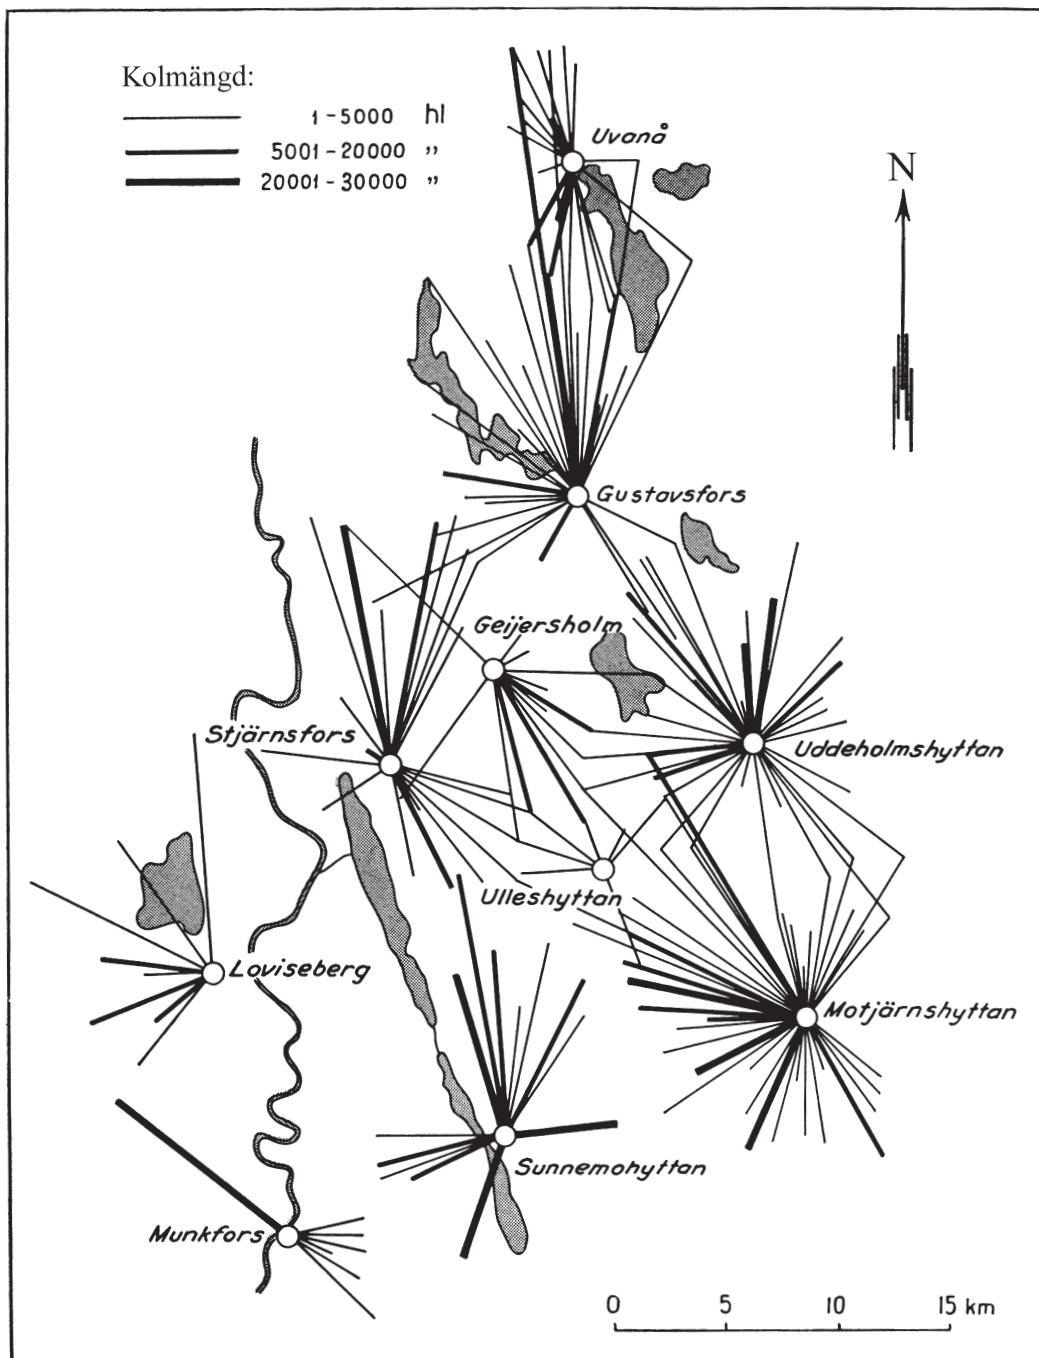 Kolmängd:
1-5000 hl
5001-20000 „
20001-30000 „
Uvanå
N
Gustavsfors
Geijersholm
Stjärnsfors
Uddeholmshyttan
Ulleshyttan
Loviseberg
Motjärnshyttan
Sunnemohyttan
Munkfors
0 5 10 15 km